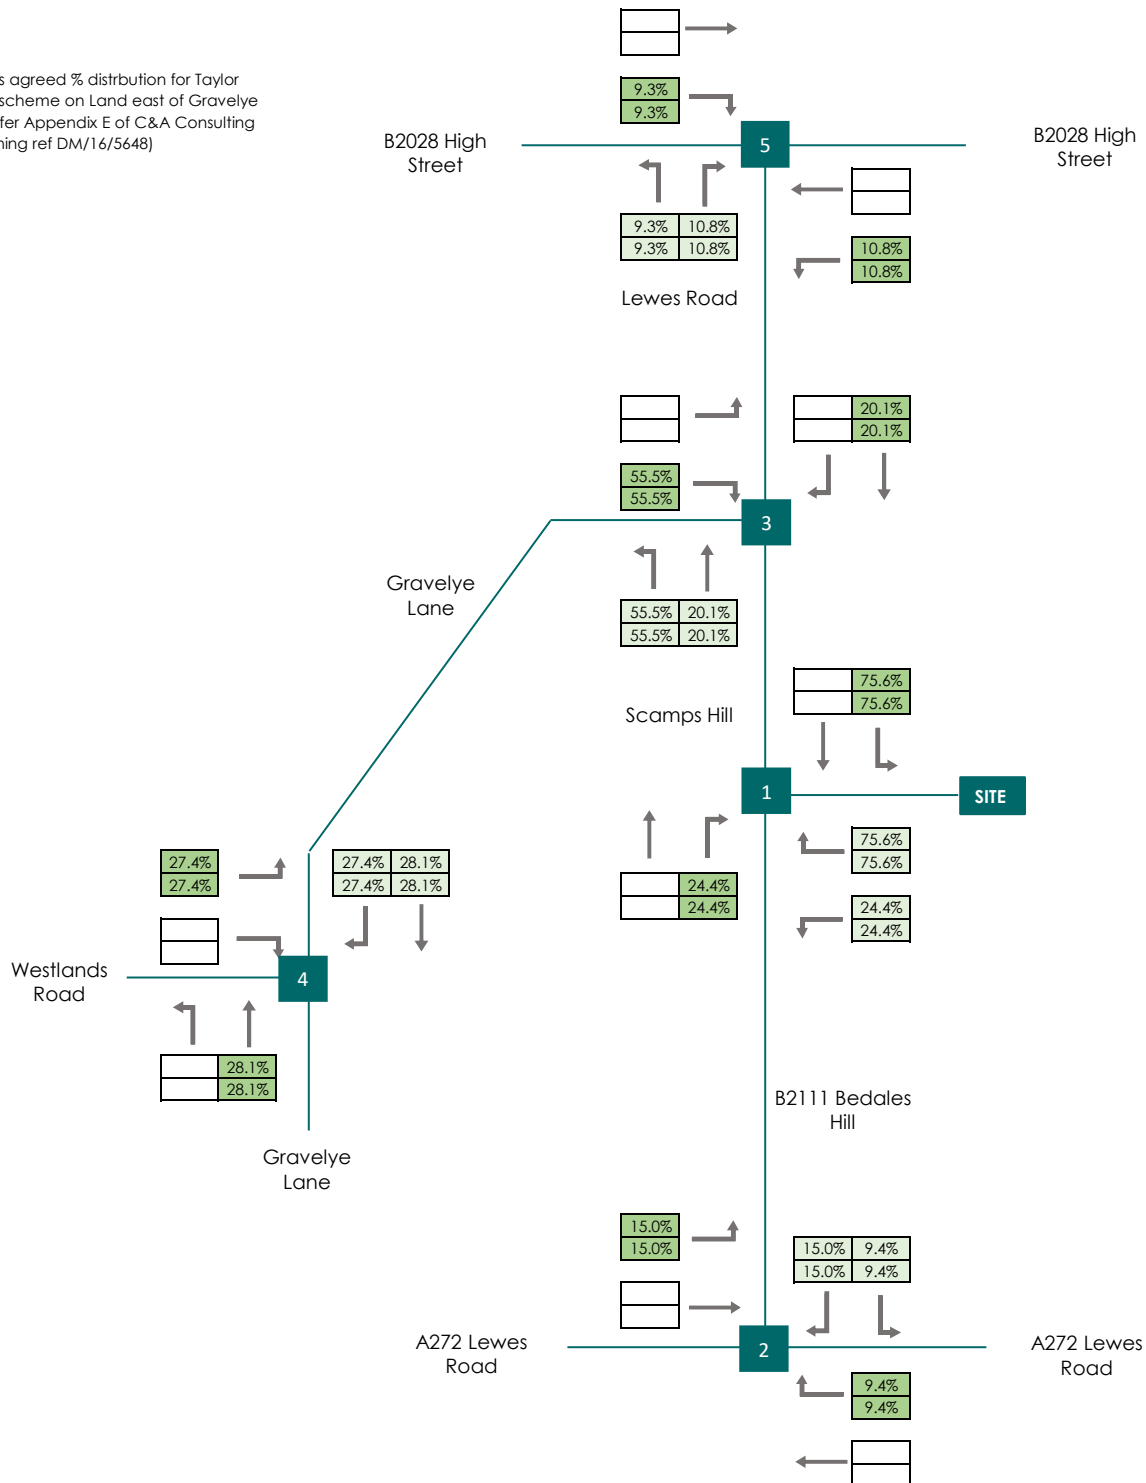 s agreed % distrbution for Taylor
scheme on Land east of Gravelye
fer Appendix E of C&A Consulting
ning ref DM/16/5648)
9.3%
9.3%
B2028 High
Street
5
B2028 High
Street
9.3% 10.8%
9.3% 10.8%
10.8%
10.8%
Lewes Road
20.1%
20.1%
55.5%
55.5%
3
Gravelye
Lane
55.5% 20.1%
55.5% 20.1%
75.6%
75.6%
Scamps Hill
1
SITE
75.6%
75.6%
24.4%
24.4%
24.4%
24.4%
27.4%
27.4%
27.4% 28.1%
27.4% 28.1%
Westlands
Road
4
28.1%
28.1%
B2111 Bedales
Hill
Gravelye
Lane
15.0%
15.0%
15.0% 9.4%
15.0% 9.4%
A272 Lewes
Road
2
A272 Lewes
Road
9.4%
9.4%